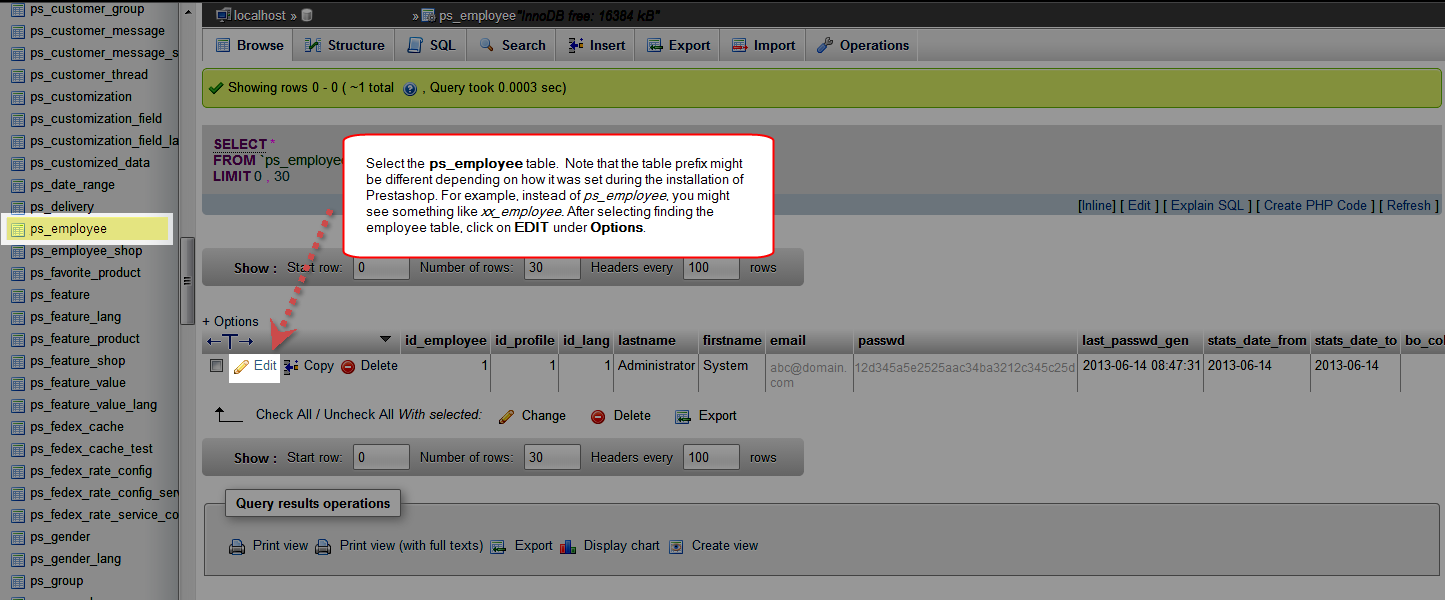 ps_customer_group
ps_customer_message
ps_customer_message_s
ps_customer_thread
ps_customization
ps_customization_field
ps_customization_field_la
ps_customized_data
ps_date_range
ps_delivery
ps_employee
ps_employee_shop
ps_favorite_product
ps_feature
ps_feature_lang
ps_feature_product
ps_feature_shop
ps_feature_value
ps_feature_value_lang
ps_fedex_cache
ps_fedex_cache_test
ps_fedex_rate_config
ps_fedex_rate_config_serv
ps_fedex_rate_service_co
ps_gender
ps_gender_lang
ps_group
localhost » » ps_employee "InnoDB free: 16384 kB"
Browse Structure SQL Search Insert Export Import Operations
Showing rows 0 - 0 ( ~1 total , Query took 0.0003 sec)
SELECT *
FROM `ps_employee
LIMIT 0 , 30
Select the ps_employee table. Note that the table prefix might
be different depending on how it was set during the installation of
Prestashop. For example, instead of ps_employee, you might
see something like xx_employee. After selecting finding the
employee table, click on EDIT under Options.
[Inline] [ Edit ] [ Explain SQL ] [ Create PHP Code ] [ Refresh ]
Show : Start row: 0 Number of rows: 30 Headers every 100 rows
+ Options
←T→ id_employee id_profile id_lang lastname firstname email passwd last_passwd_gen stats_date_from stats_date_to bo_col
Edit Copy Delete 1 1 1 Administrator System abc@domain. 12d345a5e2525aac34ba3212c345c25d 2013-06-14 08:47:31 2013-06-14 2013-06-14
com
Check All / Uncheck All With selected: Change Delete Export
Show : Start row: 0 Number of rows: 30 Headers every 100 rows
Query results operations
Print view Print view (with full texts) Export Display chart Create view